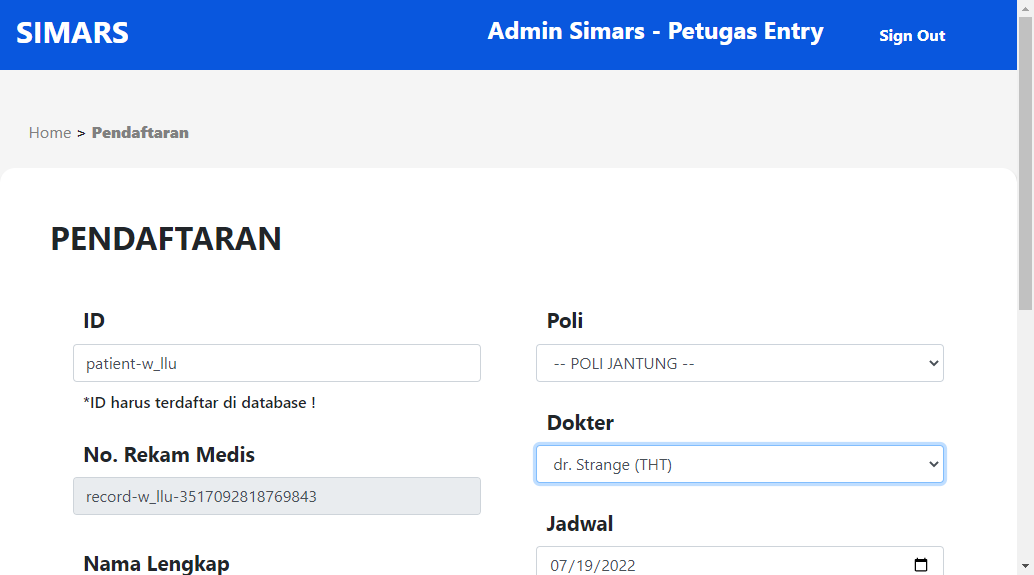 SIMARS
Admin Simars - Petugas Entry
Sign Out
Home > Pendaftaran
PENDAFTARAN
ID
patient-w_llu
*ID harus terdaftar di database !
No. Rekam Medis
record-w_llu-3517092818769843
Nama Lengkap
Poli
-- POLI JANTUNG --
Dokter
dr. Strange (THT)
Jadwal
07/19/2022